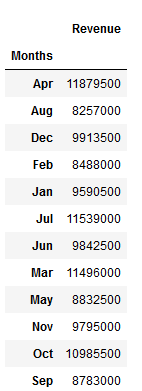 Revenue
Months
Apr 11879500
Aug 8257000
Dec 9913500
Feb 8488000
Jan 9590500
Jul 11539000
Jun 9842500
Mar 11496000
May 8832500
Nov 9795000
Oct 10985500
Sep 8783000